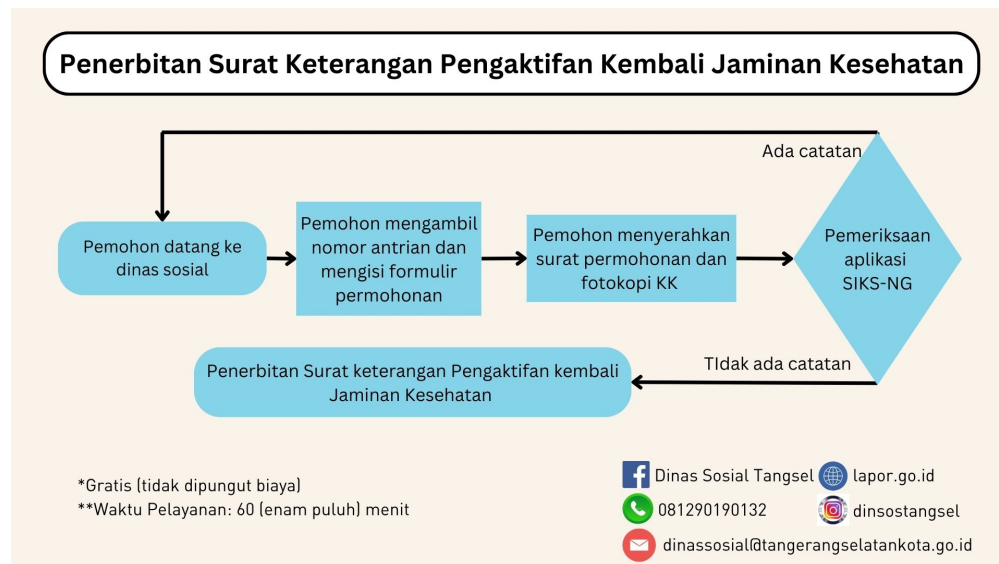 Penerbitan Surat Keterangan Pengaktifan Kembali Jaminan Kesehatan
Ada catatan
Pemohon datang ke
dinas sosial
Pemohon mengambil
nomor antrian dan
mengisi formulir
permohonan
Pemohon menyerahkan
surat permohonan dan
fotokopi KK
Pemeriksaan
aplikasi
SIKS-NG
TIdak ada catatan
Penerbitan Surat keterangan Pengaktifan kembali
Jaminan Kesehatan
*Gratis (tidak dipungut biaya)
**Waktu Pelayanan: 60 (enam puluh) menit
Dinas Sosial Tangsel
lapor.go.id
081290190132
dinsostangsel
dinassosial@tangerangselatankota.go.id